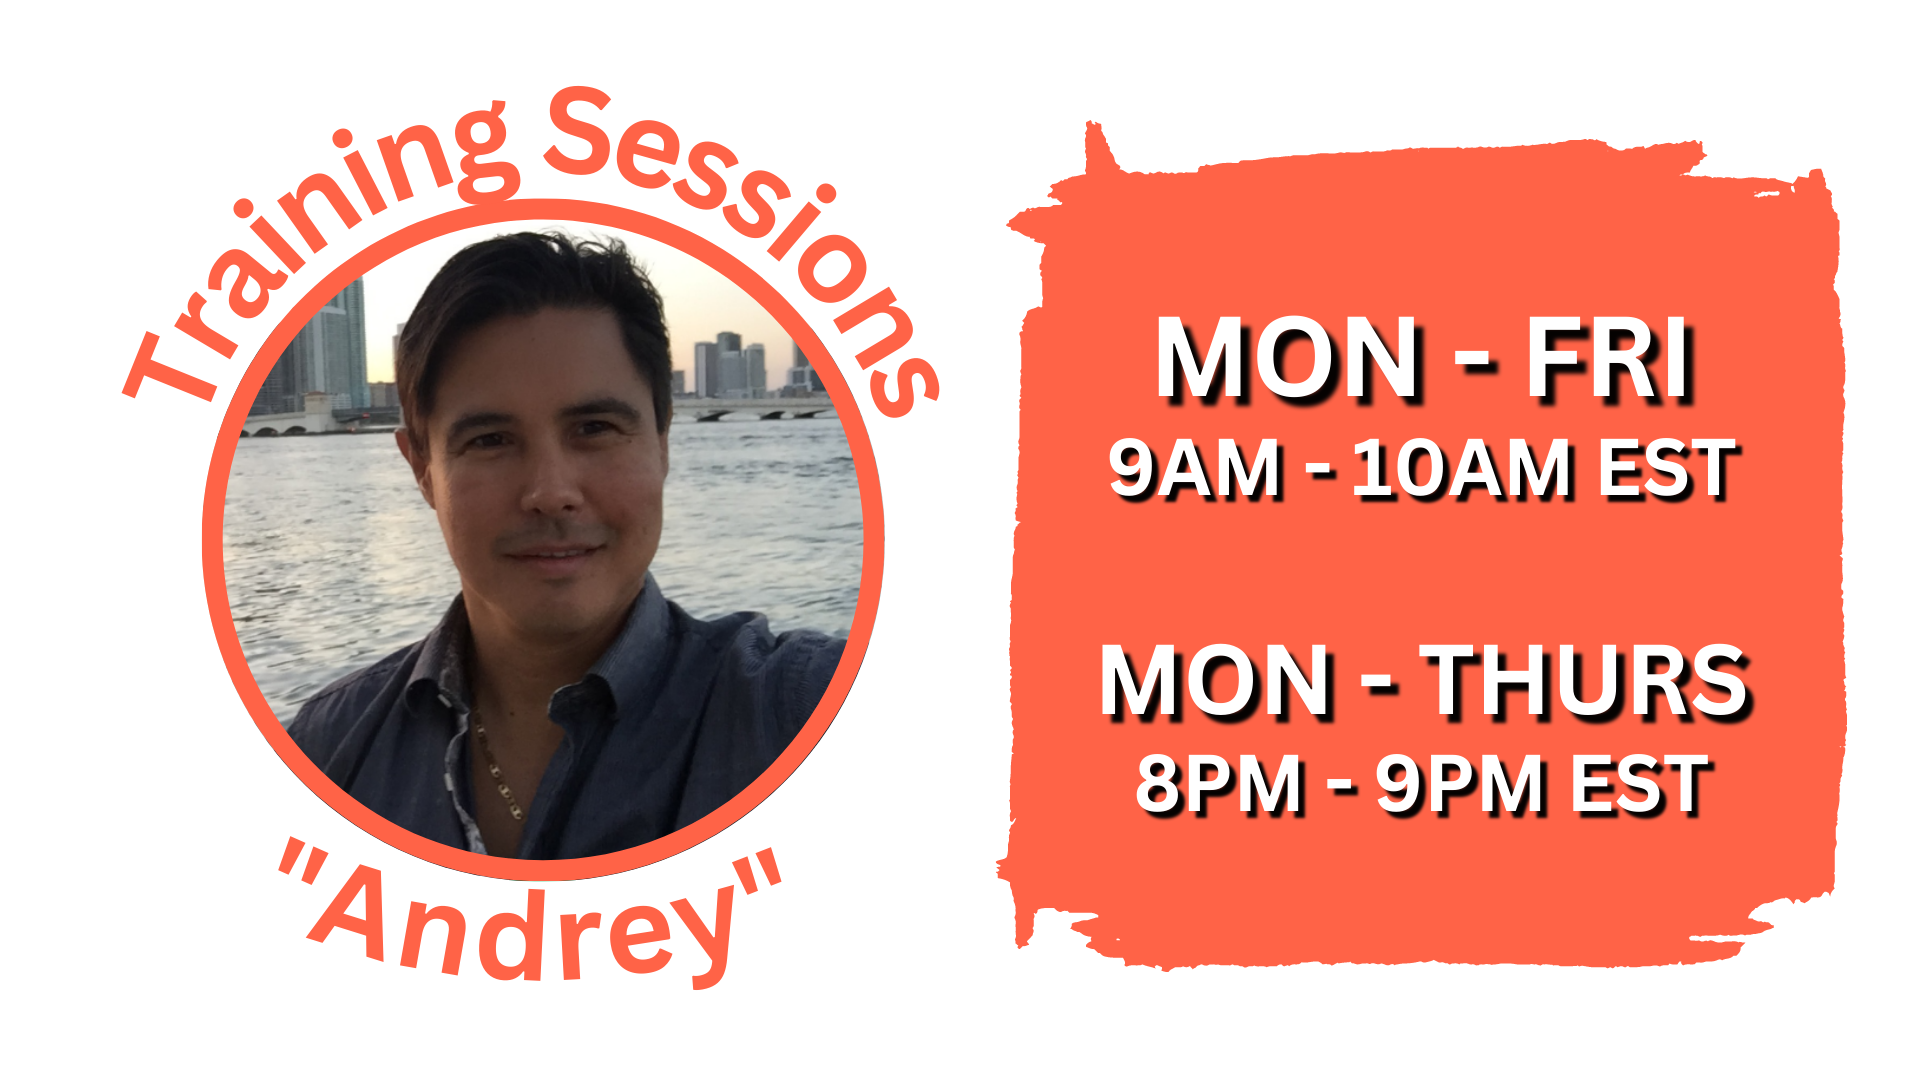 Training Sessions
"Andrey"
MON - FRI
9AM - 10AM EST
MON - THURS
8PM - 9PM EST